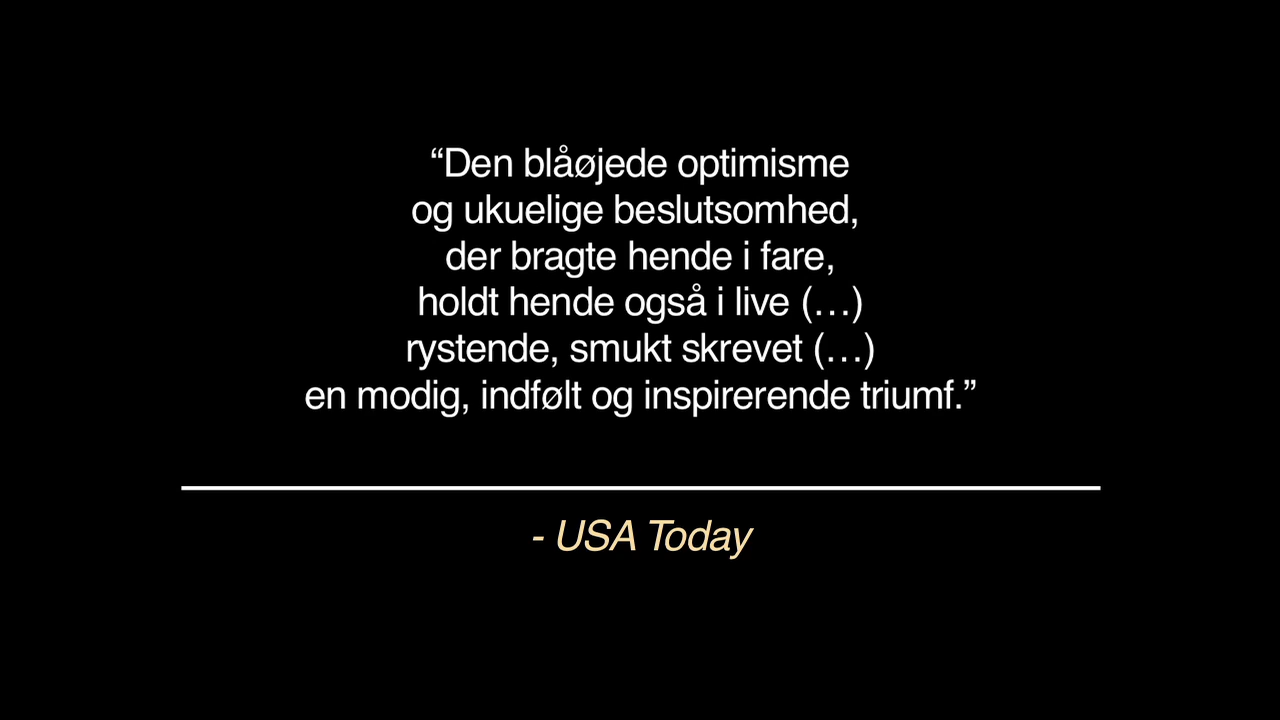 “Den blåøjede optimisme
og ukuelige beslutsomhed,
der bragte hende i fare,
holdt hende også i live (…)
rystende, smukt skrevet (…)
en modig, indfølt og inspirerende triumf.”
- USA Today